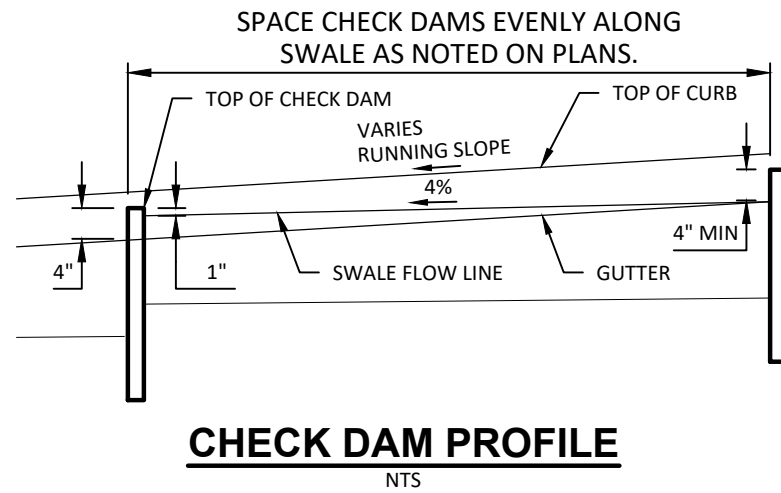 SPACE CHECK DAMS EVENLY ALONG
SWALE AS NOTED ON PLANS.
TOP OF CHECK DAM
TOP OF CURB
VARIES
RUNNING SLOPE
4%
4"
1"
SWALE FLOW LINE
GUTTER
4" MIN
CHECK DAM PROFILE
NTS